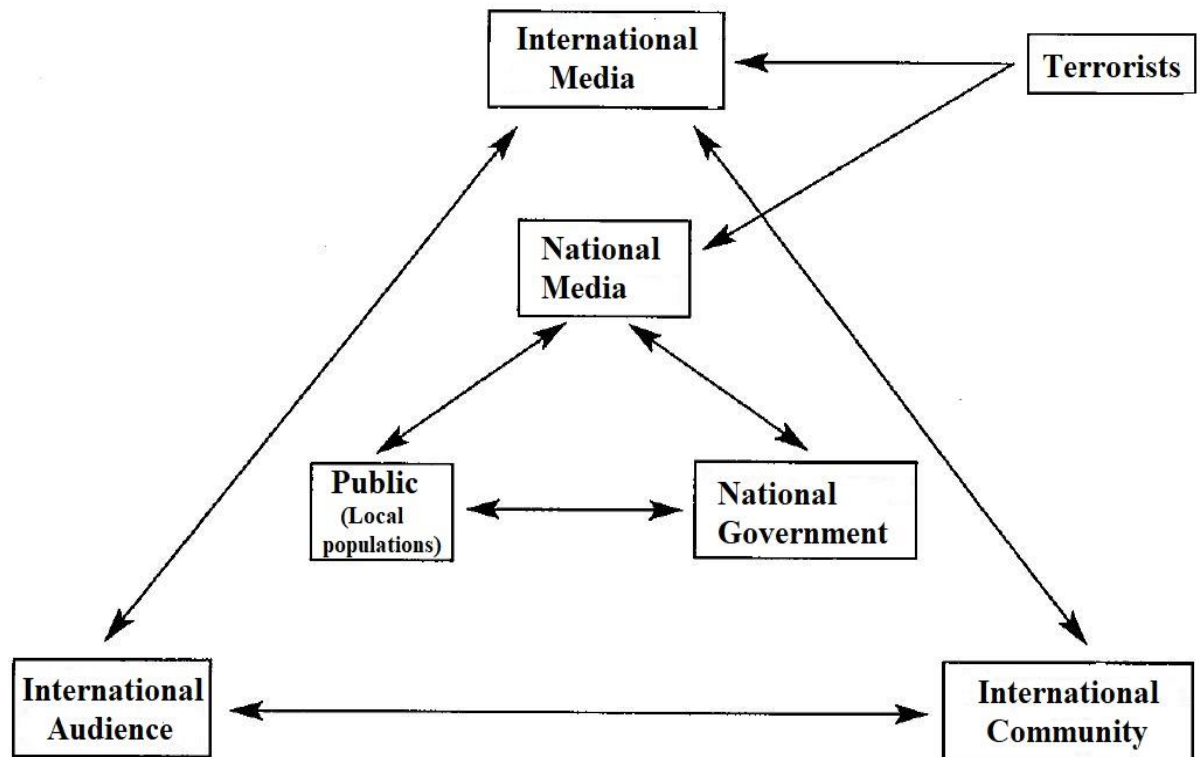 International
Media
Terrorists
National
Media
Public
(Local
populations)
National
Government
International
Audience
International
Community